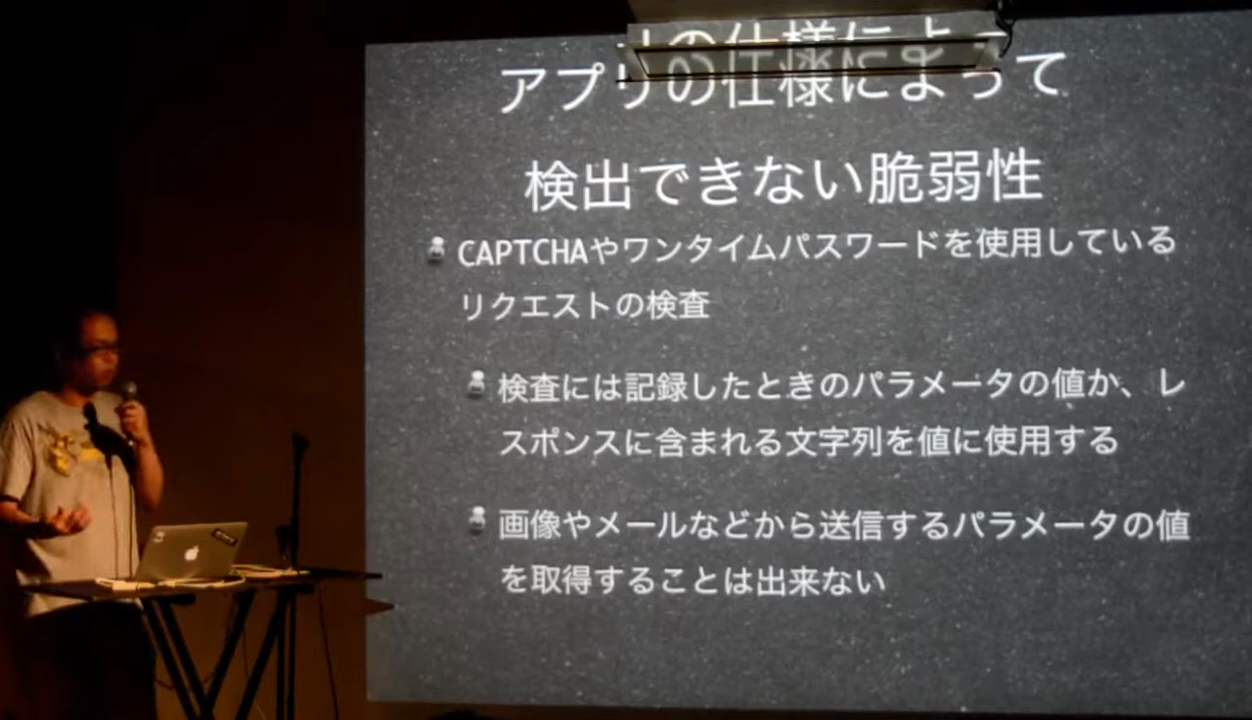 アプリの仕様によって
検出できない脆弱性
CAPTCHAやワンタイムパスワードを使用している
リクエストの検査
検査には記録したときのパラメータの値か、レ
スポンスに含まれる文字列を値に使用する
画像やメールなどから送信するパラメータの値
を取得することは出来ない